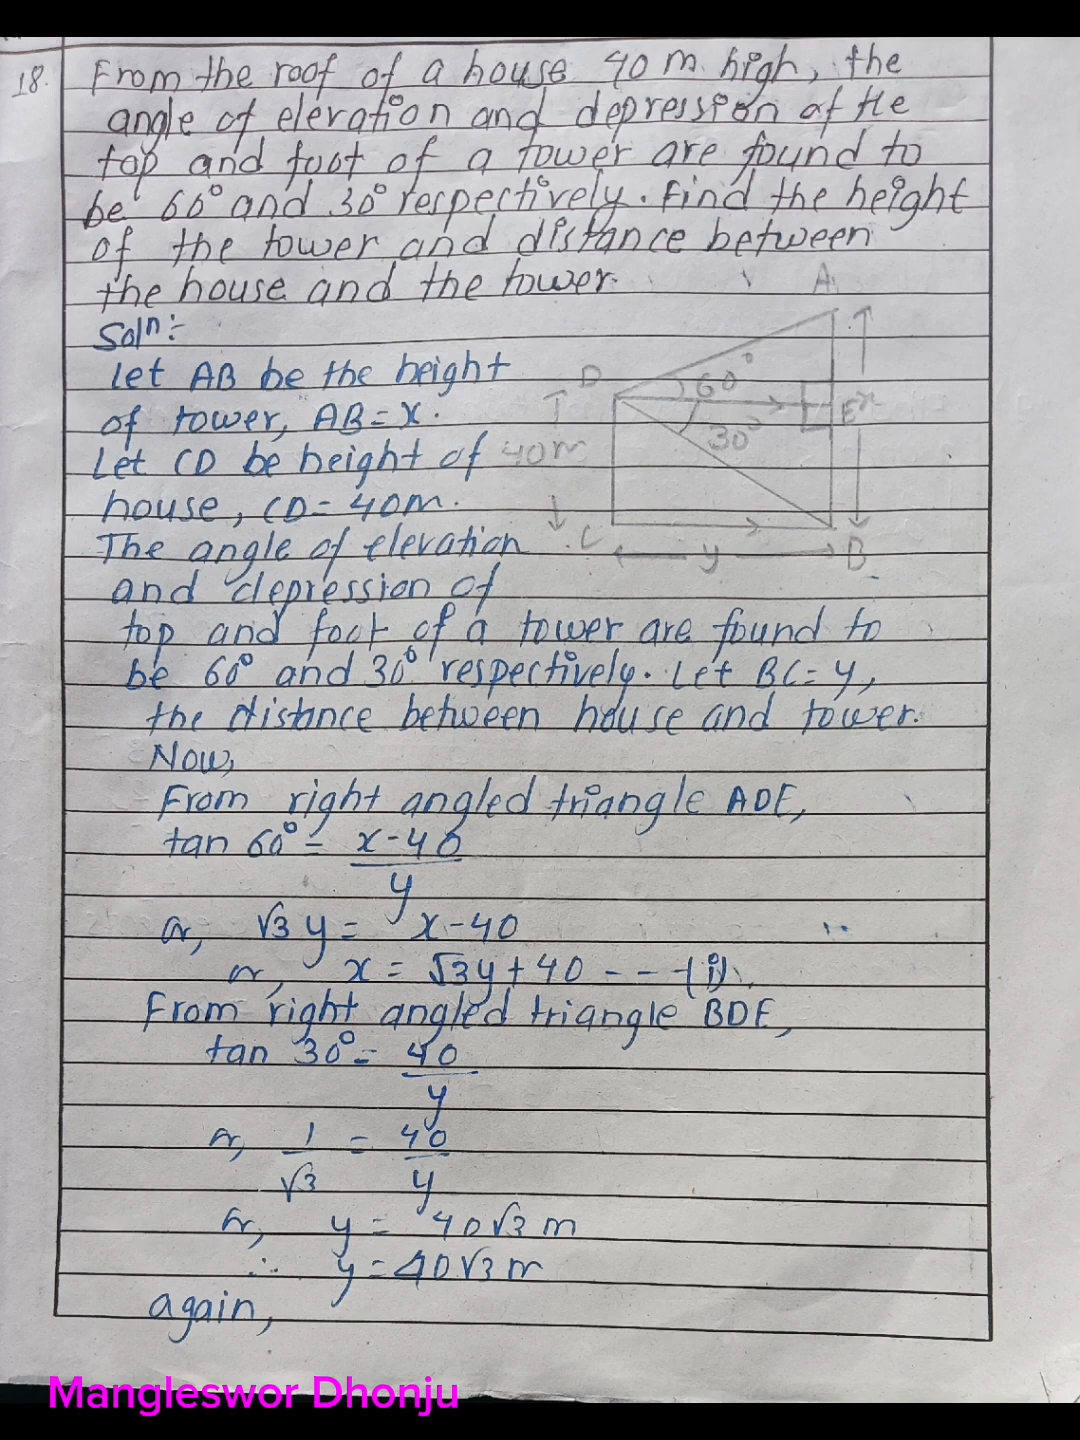 18. From the roof of a house 40 m. high, the
angle of elevation and depression of the
top and foot of a tower are found to
be 60° and 30° respectively. Find the height
of the tower and distance between
the house and the tower.
Solⁿ:-
Let AB be the height
of tower, AB = x.
Let CD be height of
house, CD = 40m.
The angle of elevation
and depression of
A
D
60°
E
x
30°
40m
C
y
B
top and foot of a tower are found to
be 60° and 30° respectively. Let BC = y,
the distance between house and tower.
Now,
From right angled triangle ADE,
tan 60° = x-40
y
or, √3 y = x-40
or, x = √3y + 40 - - -(i)
From right angled triangle BDE,
tan 30° = 40
y
or, 1 = 40
√3 y
or, y = 40√3 m
∴ y = 40√3 m
again,
Mangleswor Dhonju